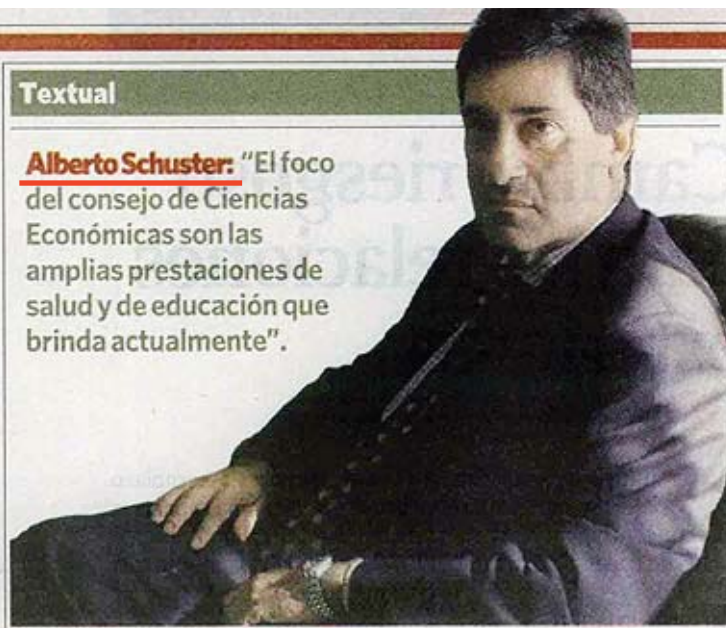 Textual
Alberto Schuster: "El foco
del consejo de Ciencias
Económicas son las
amplias prestaciones de
salud y de educación que
brinda actualmente".